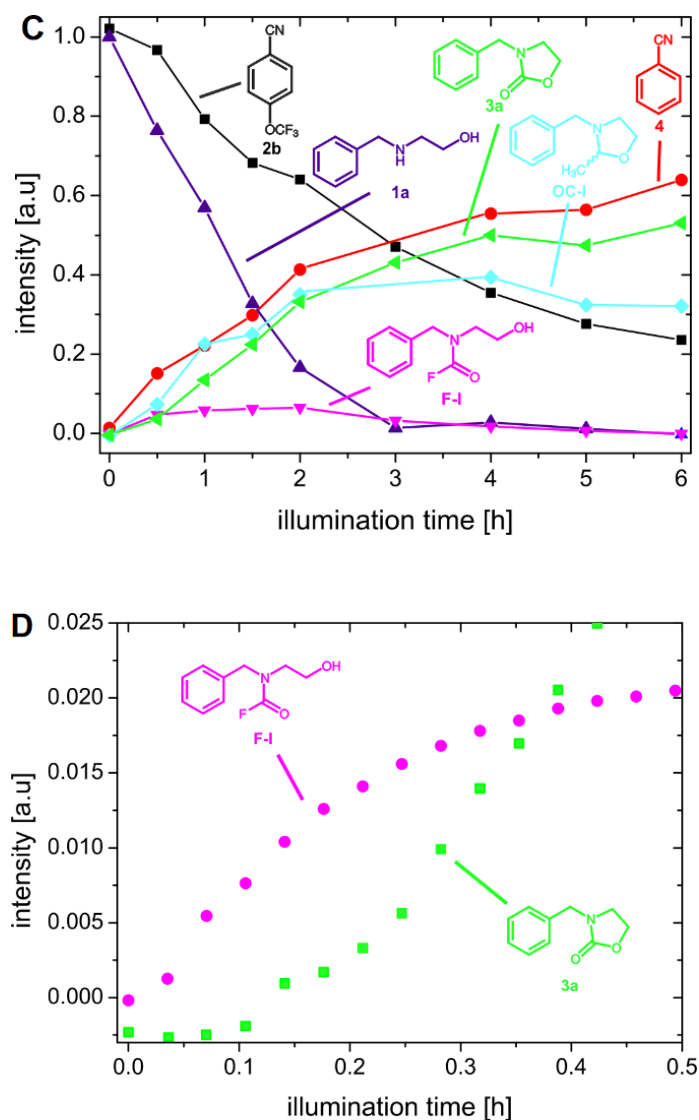 C
1.0
0.8
0.6
0.4
0.2
0.0
intensity [a.u]
CN
OCF₃
2b
N
H
OH
1a
N
O
O
3a
N
H₃C
O
OC-I
CN
4
OH
N
F
O
F-I
0 1 2 3 4 5 6
illumination time [h]
D
0.025
0.020
0.015
0.010
0.005
0.000
intensity [a.u]
OH
N
F
O
F-I
N
O
O
3a
0.0 0.1 0.2 0.3 0.4 0.5
illumination time [h]